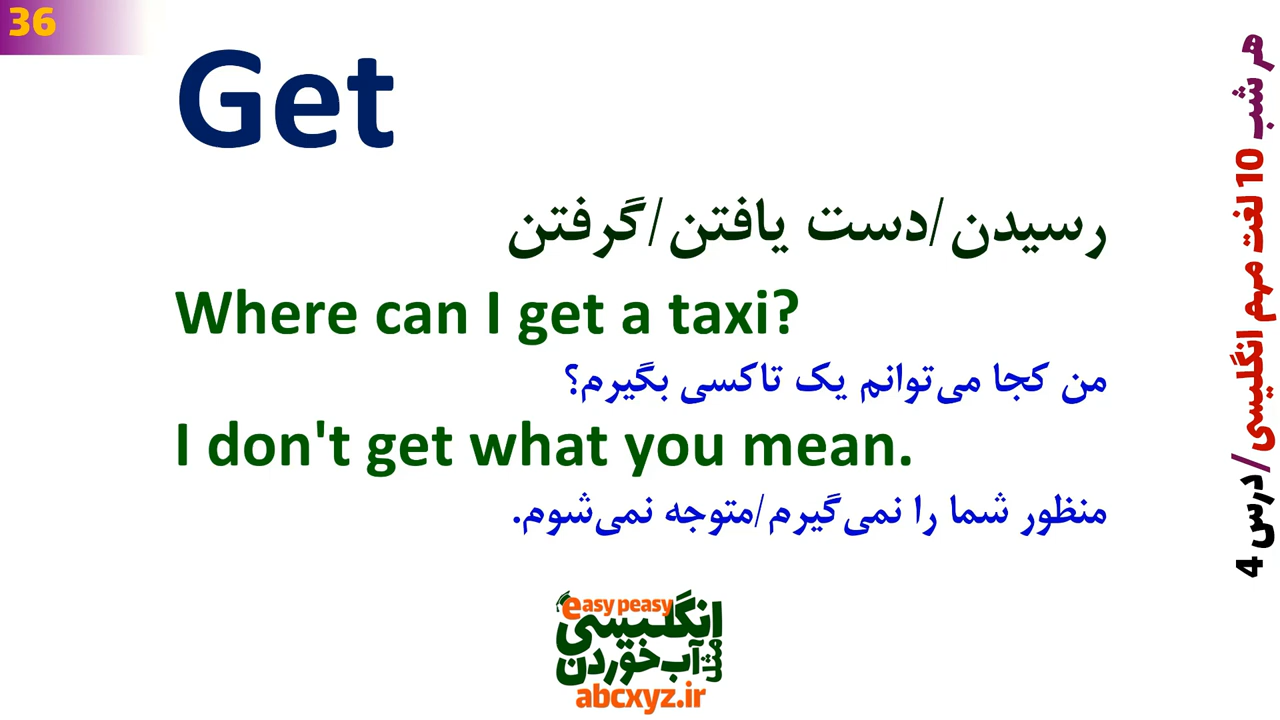 36
Get
رسیدن/دست یافتن/گرفتن
Where can I get a taxi?
من کجا می‌توانم یک تاکسی بگیرم؟
I don't get what you mean.
منظور شما را نمی‌گیرم/متوجه نمی‌شوم.
هر شب 10 لغت مهم انگلیسی/درس 4
easy peasy
انگلیسی
مثل آب خوردن
abcxyz.ir